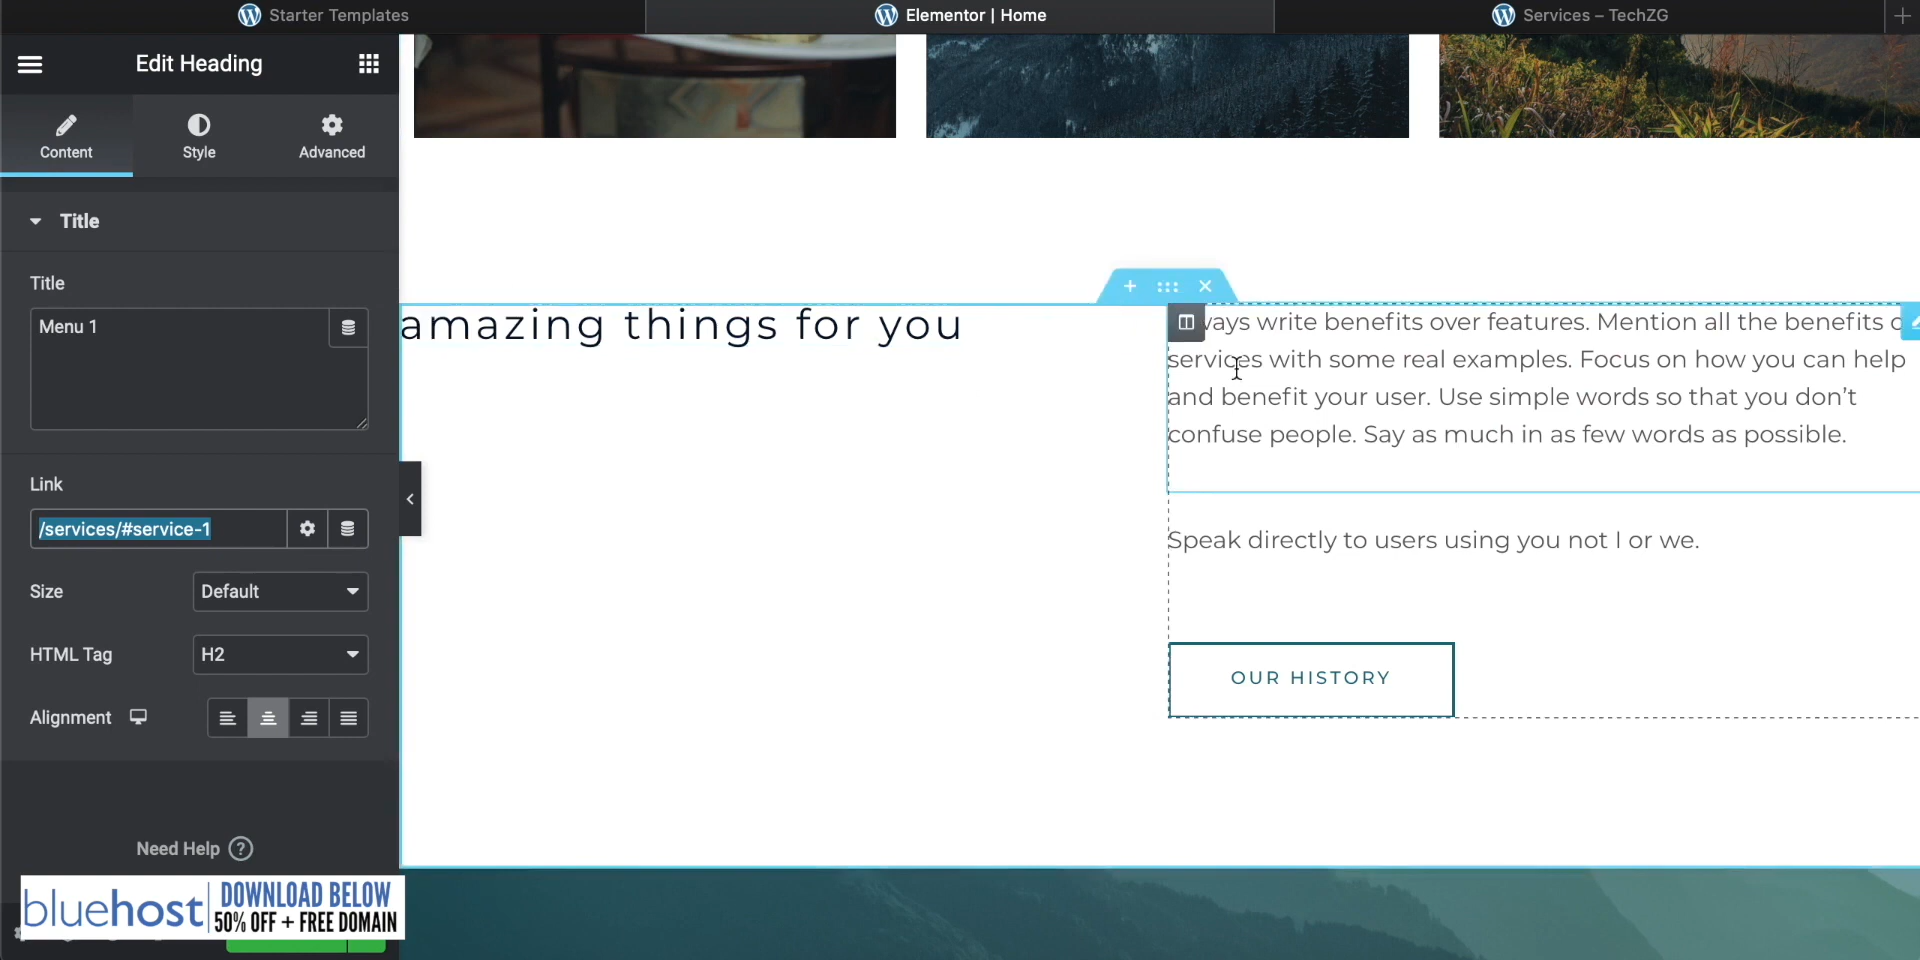 Starter Templates
Elementor | Home
Services – TechZG
Edit Heading
Content
Style
Advanced
Title
Title
Menu 1
Link
/services/#service-1
Size
Default
HTML Tag
H2
Alignment
Need Help
bluehost
DOWNLOAD BELOW
50% OFF + FREE DOMAIN
amazing things for you
write benefits over features. Mention all the benefits
services with some real examples. Focus on how you can help
and benefit your user. Use simple words so that you don’t
confuse people. Say as much in as few words as possible.
Speak directly to users using you not I or we.
OUR HISTORY